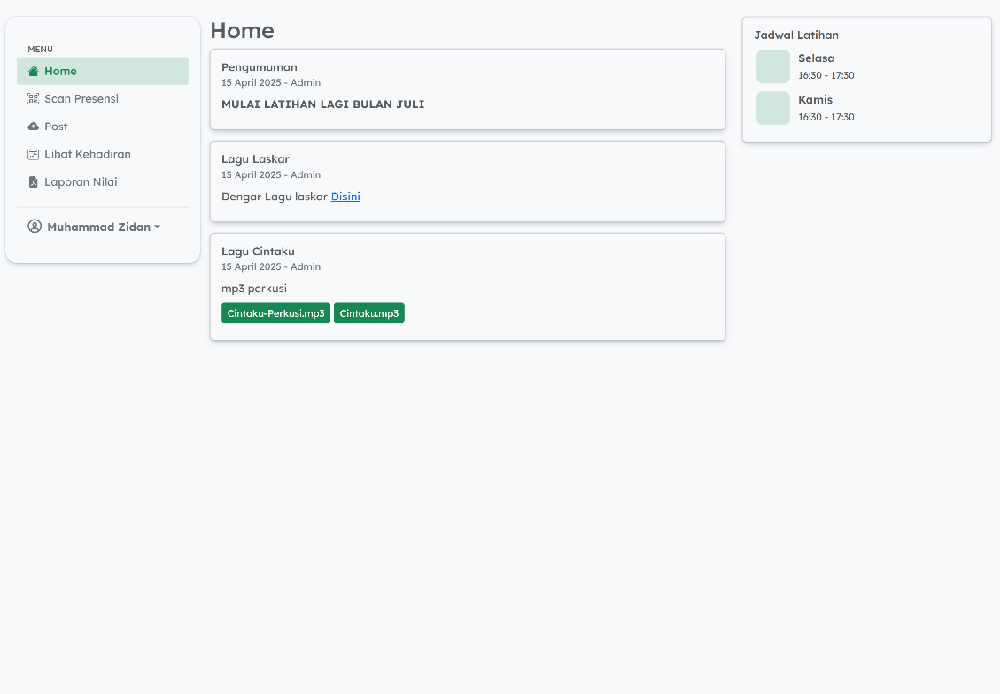 MENU
Home
Scan Presensi
Post
Lihat Kehadiran
Laporan Nilai
Muhammad Zidan
Home
Pengumuman
15 April 2025 - Admin
MULAI LATIHAN LAGI BULAN JULI
Lagu Laskar
15 April 2025 - Admin
Dengar Lagu laskar Disini
Lagu Cintaku
15 April 2025 - Admin
mp3 perkusi
Cintaku-Perkusi.mp3 Cintaku.mp3
Jadwal Latihan
Selasa
16:30 - 17:30
Kamis
16:30 - 17:30